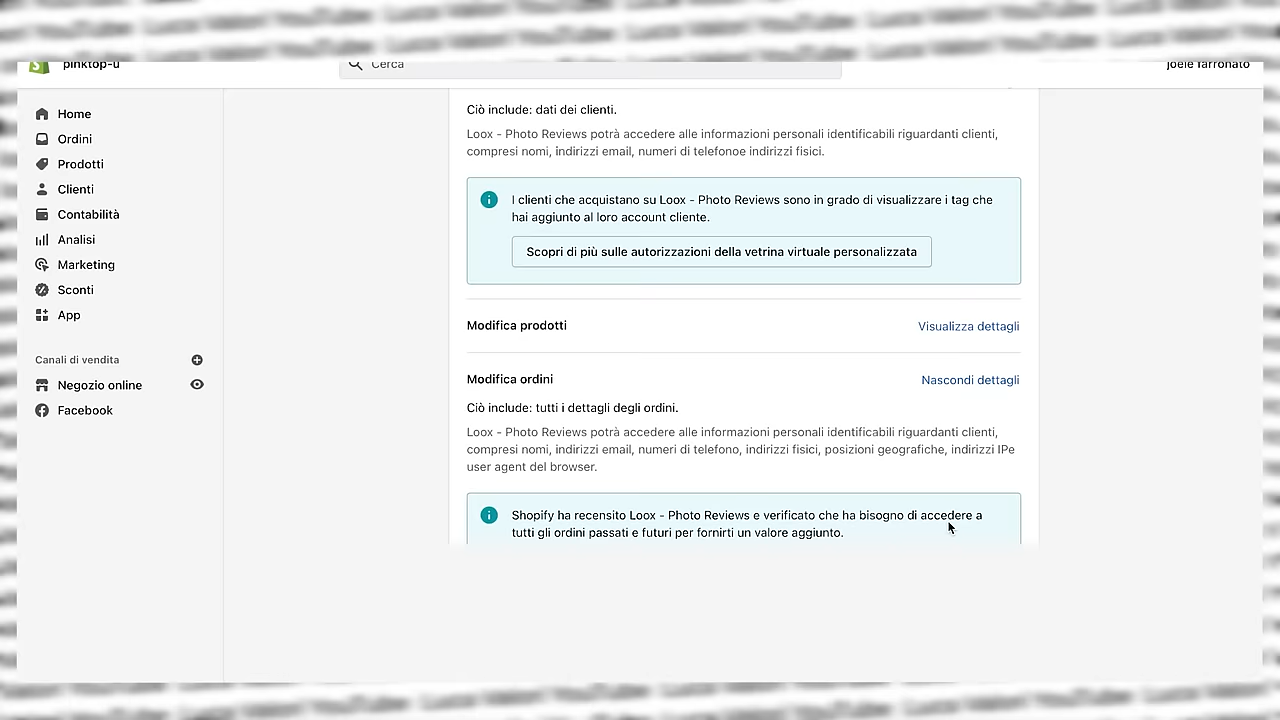 pinktop-u
Cerca
joele farronato
Home
Ordini
Prodotti
Clienti
Contabilità
Analisi
Marketing
Sconti
App
Canali di vendita
Negozio online
Facebook
Ciò include: dati dei clienti.
Loox - Photo Reviews potrà accedere alle informazioni personali identificabili riguardanti clienti,
compresi nomi, indirizzi email, numeri di telefonoe indirizzi fisici.
I clienti che acquistano su Loox - Photo Reviews sono in grado di visualizzare i tag che
hai aggiunto al loro account cliente.
Scopri di più sulle autorizzazioni della vetrina virtuale personalizzata
Modifica prodotti
Visualizza dettagli
Modifica ordini
Nascondi dettagli
Ciò include: tutti i dettagli degli ordini.
Loox - Photo Reviews potrà accedere alle informazioni personali identificabili riguardanti clienti,
compresi nomi, indirizzi email, numeri di telefono, indirizzi fisici, posizioni geografiche, indirizzi IPe
user agent del browser.
Shopify ha recensito Loox - Photo Reviews e verificato che ha bisogno di accedere a
tutti gli ordini passati e futuri per fornirti un valore aggiunto.